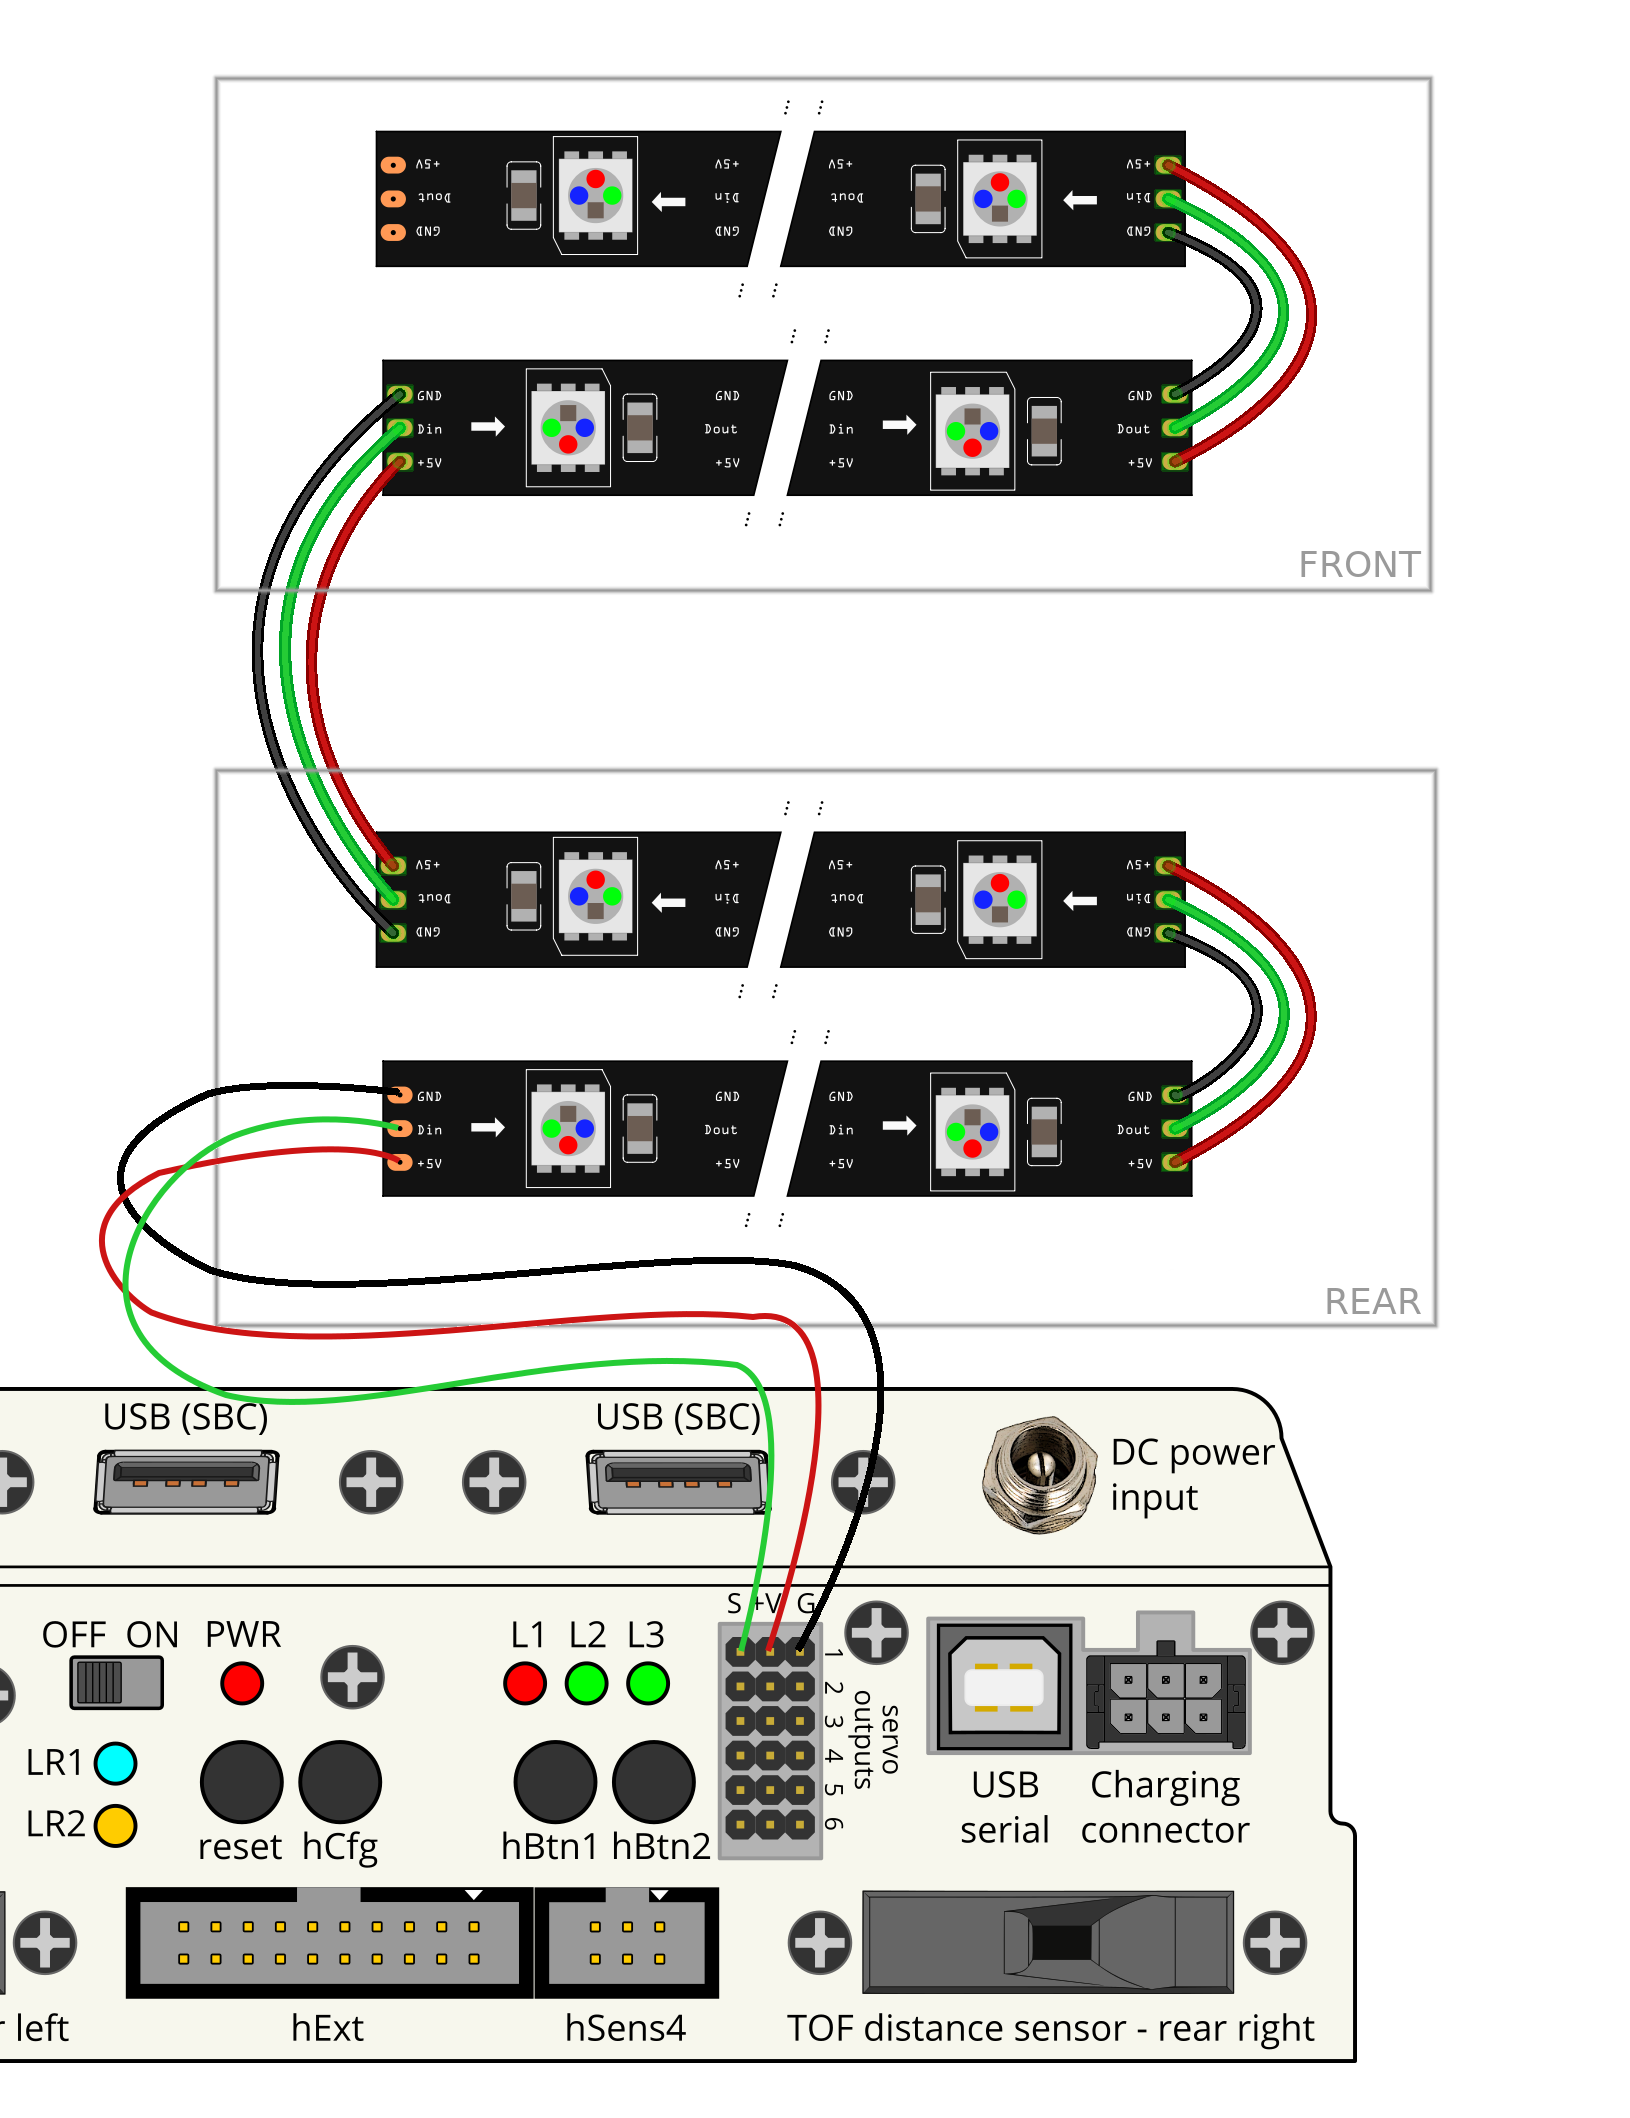 +5V +5V +5V +5V
Dout Din Dout Din
GND GND GND GND
GND GND GND GND
Din Dout Din Dout
+5V +5V +5V +5V
FRONT
+5V +5V +5V +5V
Dout Din Dout Din
GND GND GND GND
GND GND GND GND
Din Dout Din Dout
+5V +5V +5V +5V
REAR
USB (SBC)
USB (SBC)
DC power
input
S +V G
OFF ON PWR
L1 L2 L3
1
2
3
4
5
6
servo
outputs
LR1
LR2
reset hCfg
hBtn1 hBtn2
USB
serial
Charging
connector
r left
hExt
hSens4
TOF distance sensor - rear right